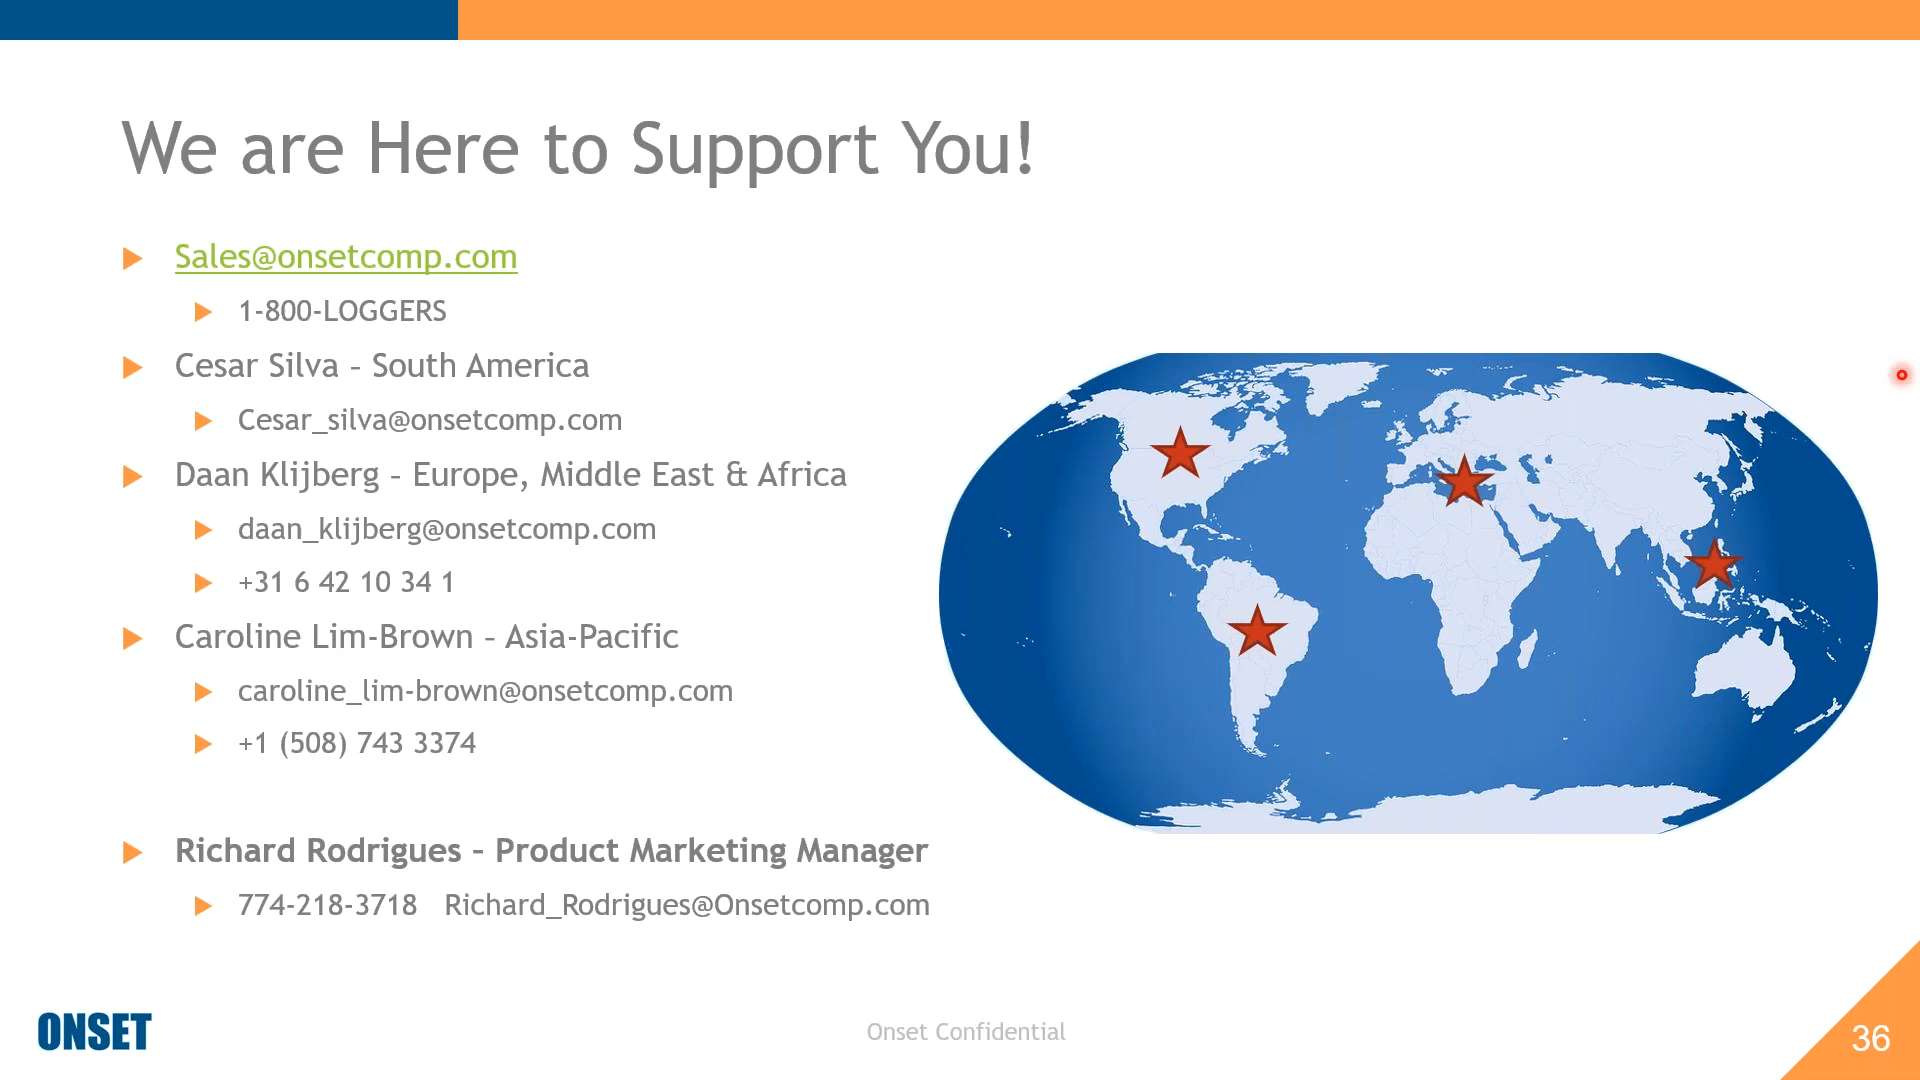 We are Here to Support You!
Sales@onsetcomp.com
1-800-LOGGERS
Cesar Silva – South America
Cesar_silva@onsetcomp.com
Daan Klijberg – Europe, Middle East & Africa
daan_klijberg@onsetcomp.com
+31 6 42 10 34 1
Caroline Lim-Brown – Asia-Pacific
caroline_lim-brown@onsetcomp.com
+1 (508) 743 3374
Richard Rodrigues – Product Marketing Manager
774-218-3718 Richard_Rodrigues@Onsetcomp.com
ONSET
Onset Confidential
36